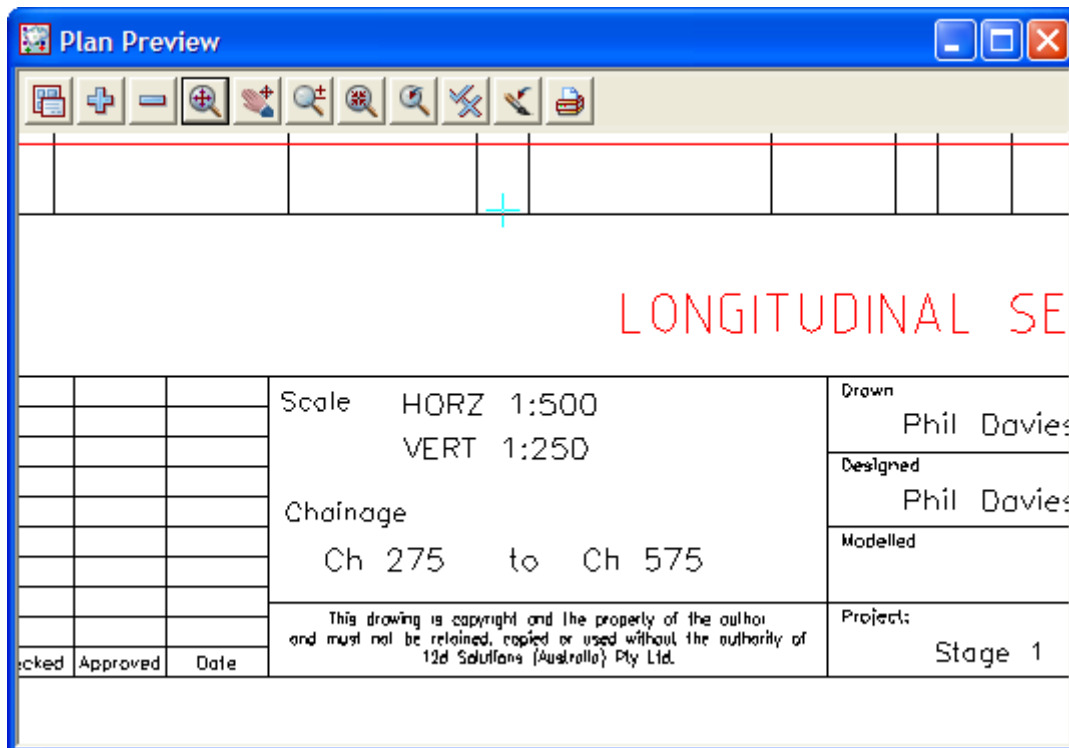 Plan Preview
LONGITUDINAL SE
Scale HORZ 1:500
VERT 1:250
Chainage
Ch 275 to Ch 575
This drawing is copyright and the property of the author
and must not be retained, copied or used without the authority of
12d Solutions (Australia) Pty Ltd.
ecked Approved Date
Drawn
Phil Davies
Designed
Phil Davies
Modelled
Project:
Stage 1